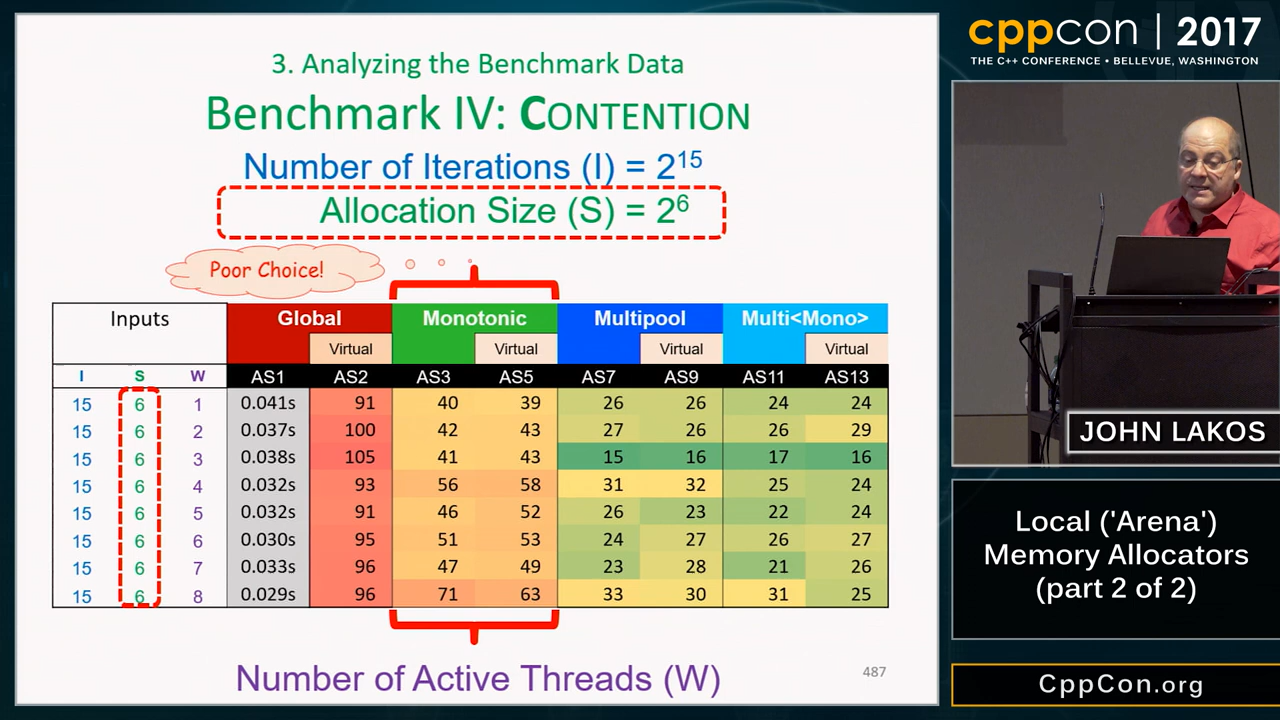 3. Analyzing the Benchmark Data
Benchmark IV: CONTENTION
Number of Iterations (I) = 2¹⁵
Allocation Size (S) = 2⁶
Poor Choice!
Inputs Global Monotonic Multipool Multi<Mono>
Virtual Virtual Virtual Virtual
I S W AS1 AS2 AS3 AS5 AS7 AS9 AS11 AS13
15 6 1 0.041s 91 40 39 26 26 24 24
15 6 2 0.037s 100 42 43 27 26 26 29
15 6 3 0.038s 105 41 43 15 16 17 16
15 6 4 0.032s 93 56 58 31 32 25 24
15 6 5 0.032s 91 46 52 26 23 22 24
15 6 6 0.030s 95 51 53 24 27 26 27
15 6 7 0.033s 96 47 49 23 28 21 26
15 6 8 0.029s 96 71 63 33 30 31 25
Number of Active Threads (W)
487
cppcon | 2017
THE C++ CONFERENCE • BELLEVUE, WASHINGTON
JOHN LAKOS
Local ('Arena')
Memory Allocators
(part 2 of 2)
CppCon.org